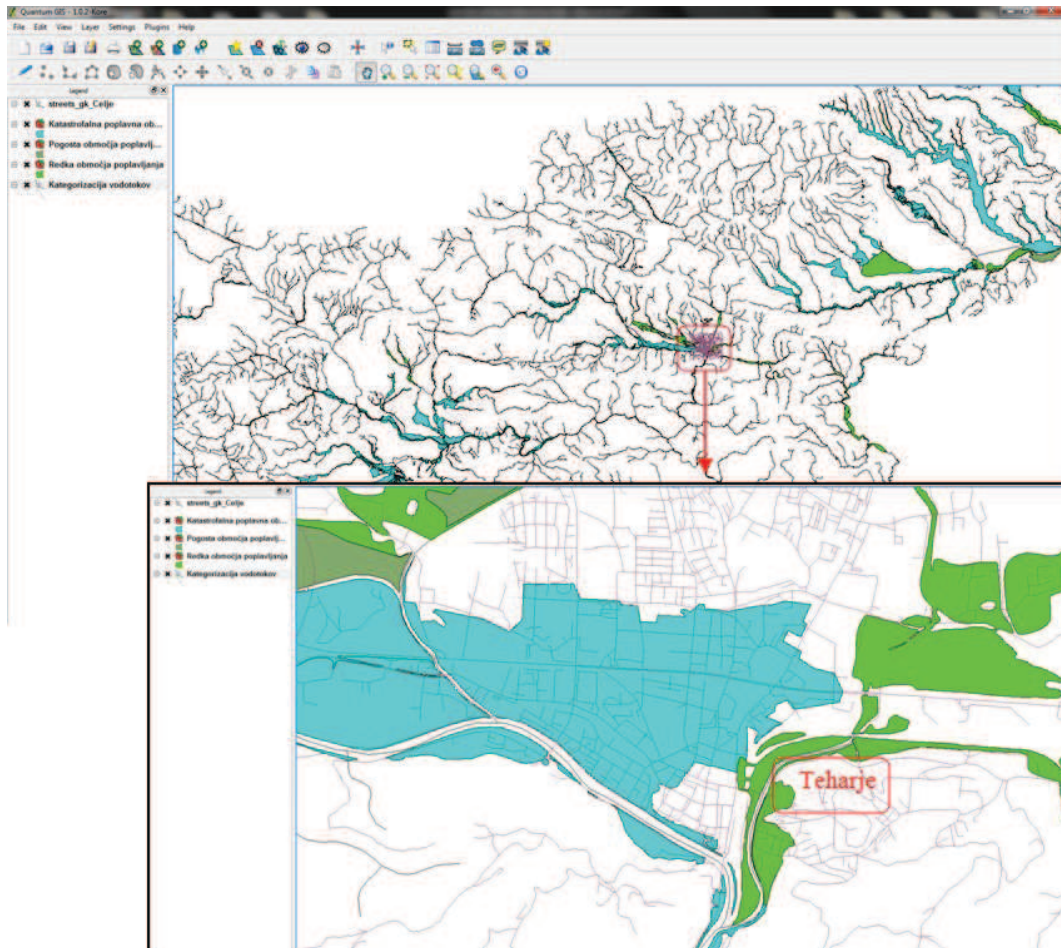 Quantum GIS - 1.0.2-Kore
File Edit View Layer Settings Plugins Help
Legend
streets_gk_Celje
Katastrofalna poplavna ob...
Pogosta območja poplavlj...
Redka območja poplavljanja
Kategorizacija vodotokov
Legend
streets_gk_Celje
Katastrofalna poplavna ob...
Pogosta območja poplavlj...
Redka območja poplavljanja
Kategorizacija vodotokov
Teharje